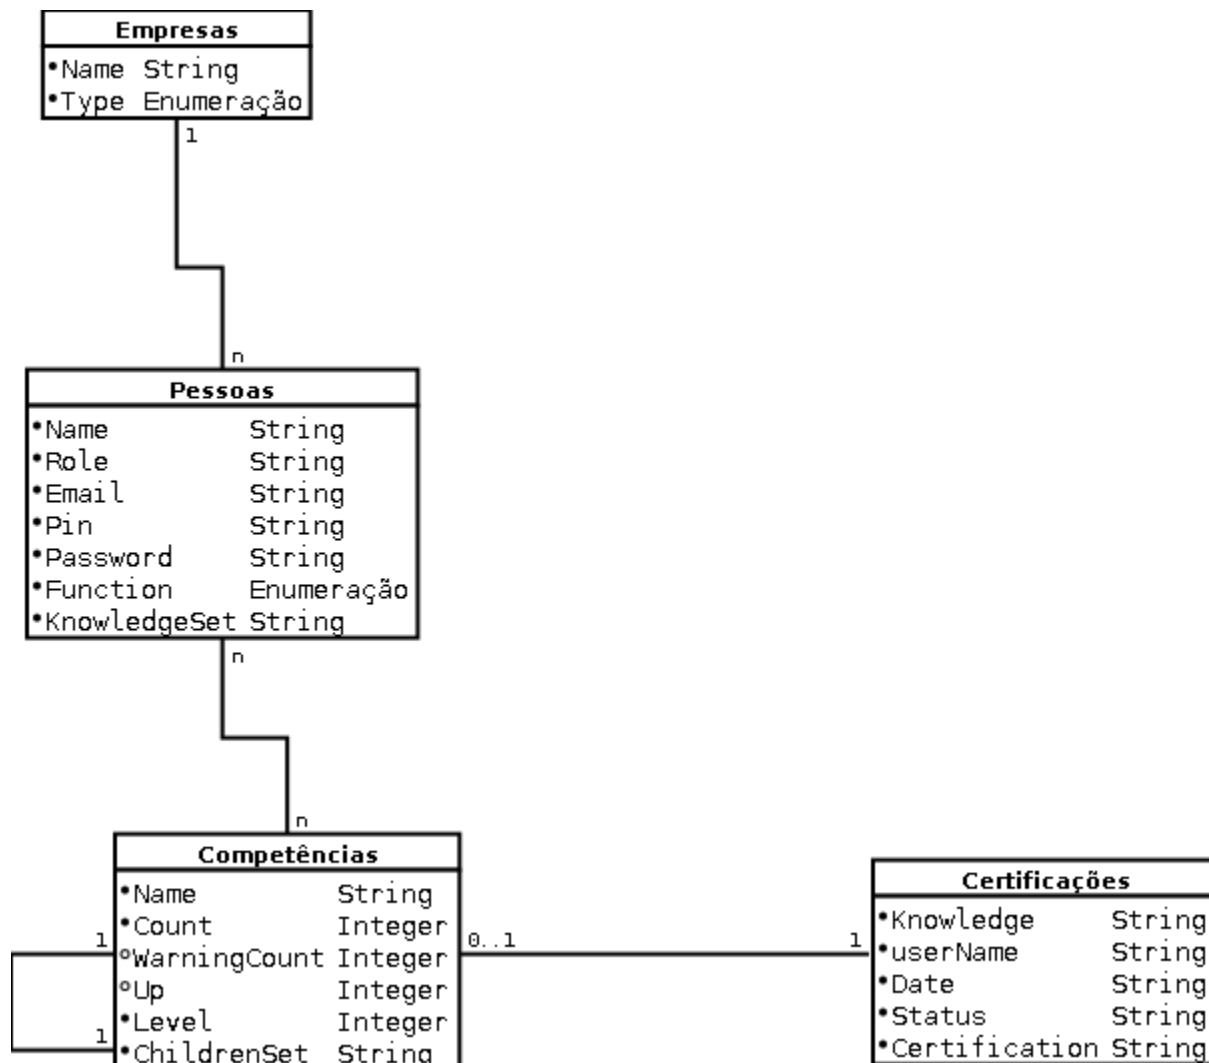 Empresas
•Name String
•Type Enumeração
1
n
Pessoas
•Name String
•Role String
•Email String
•Pin String
•Password String
•Function Enumeração
•KnowledgeSet String
n
n
Competências
•Name String
•Count Integer
°WarningCount Integer
°Up Integer
•Level Integer
•ChildrenSet String
1
1
0..1
1
Certificações
•Knowledge String
•userName String
•Date String
•Status String
•Certification String